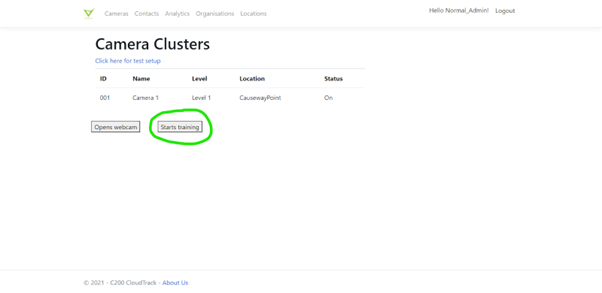 Cameras Contacts Analytics Organisations Locations Hello Normal_Admin! Logout
Camera Clusters
Click here for test setup
ID Name Level Location Status
001 Camera 1 Level 1 CausewayPoint On
Opens webcam Starts training
© 2021 - C200 CloudTrack - About Us